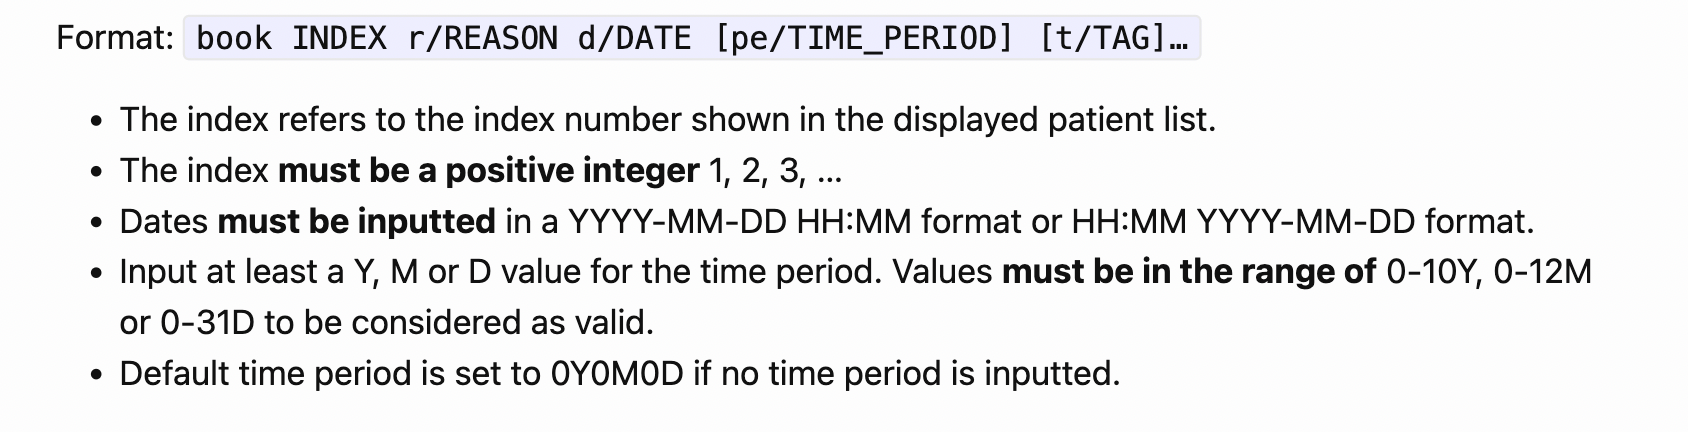 Format: book INDEX r/REASON d/DATE [pe/TIME_PERIOD] [t/TAG]…
• The index refers to the index number shown in the displayed patient list.
• The index must be a positive integer 1, 2, 3, …
• Dates must be inputted in a YYYY-MM-DD HH:MM format or HH:MM YYYY-MM-DD format.
• Input at least a Y, M or D value for the time period. Values must be in the range of 0-10Y, 0-12M
or 0-31D to be considered as valid.
• Default time period is set to 0Y0M0D if no time period is inputted.